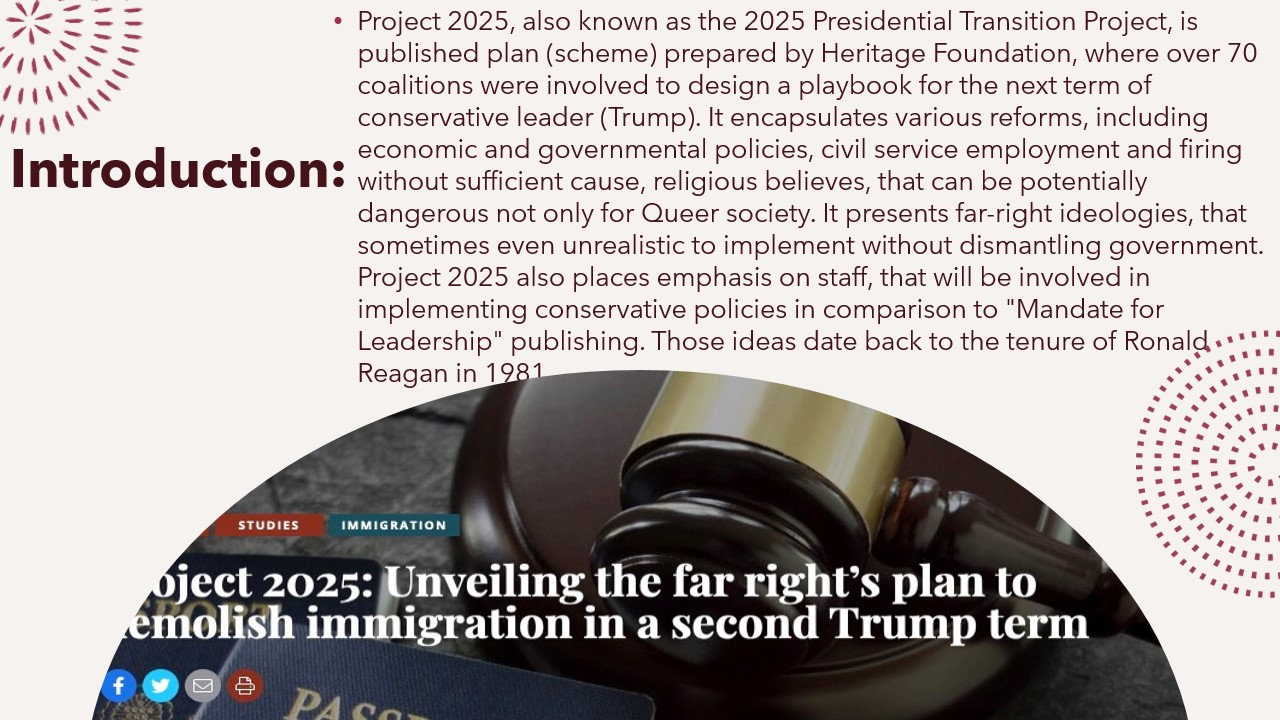 Introduction:
• Project 2025, also known as the 2025 Presidential Transition Project, is
published plan (scheme) prepared by Heritage Foundation, where over 70
coalitions were involved to design a playbook for the next term of
conservative leader (Trump). It encapsulates various reforms, including
economic and governmental policies, civil service employment and firing
without sufficient cause, religious believes, that can be potentially
dangerous not only for Queer society. It presents far-right ideologies, that
sometimes even unrealistic to implement without dismantling government.
Project 2025 also places emphasis on staff, that will be involved in
implementing conservative policies in comparison to "Mandate for
Leadership" publishing. Those ideas date back to the tenure of Ronald
Reagan in 1981
STUDIES IMMIGRATION
oject 2025: Unveiling the far right's plan to
emolish immigration in a second Trump term